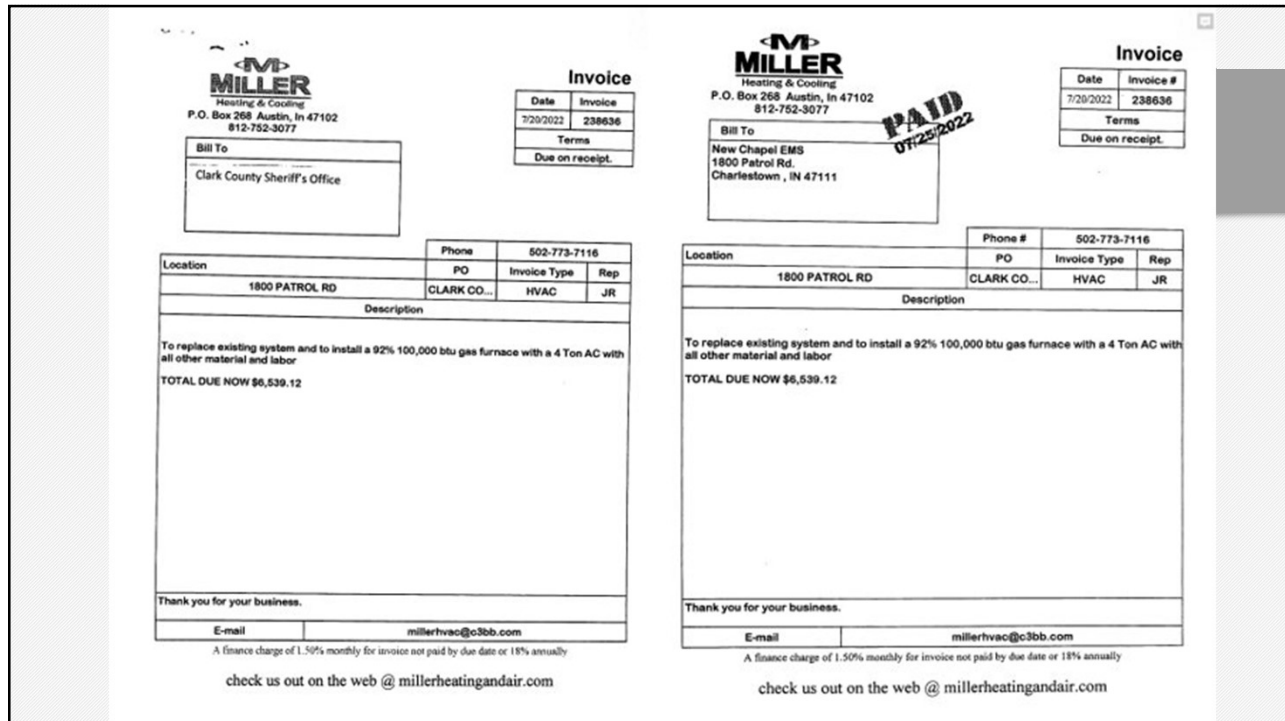 MILLER
Heating & Cooling
P.O. Box 268 Austin, In 47102
812-752-3077
Invoice
Date Invoice
7/20/2022 238636
Terms
Due on receipt.
Bill To
Clark County Sheriff's Office
Phone 502-773-7116
Location PO Invoice Type Rep
1800 PATROL RD CLARK CO... HVAC JR
Description
To replace existing system and to install a 92% 100,000 btu gas furnace with a 4 Ton AC with
all other material and labor
TOTAL DUE NOW $6,539.12
Thank you for your business.
E-mail millerhvac@c3bb.com
A finance charge of 1.50% monthly for invoice not paid by due date or 18% annually
check us out on the web @ millerheatingandair.com
MILLER
Heating & Cooling
P.O. Box 268 Austin, In 47102
812-752-3077
Invoice
Date Invoice #
7/20/2022 238636
Terms
Due on receipt.
PAID
07/25/2022
Bill To
New Chapel EMS
1800 Patrol Rd.
Charlestown , IN 47111
Phone # 502-773-7116
Location PO Invoice Type Rep
1800 PATROL RD CLARK CO... HVAC JR
Description
To replace existing system and to install a 92% 100,000 btu gas furnace with a 4 Ton AC with
all other material and labor
TOTAL DUE NOW $6,539.12
Thank you for your business.
E-mail millerhvac@c3bb.com
A finance charge of 1.50% monthly for invoice not paid by due date or 18% annually
check us out on the web @ millerheatingandair.com